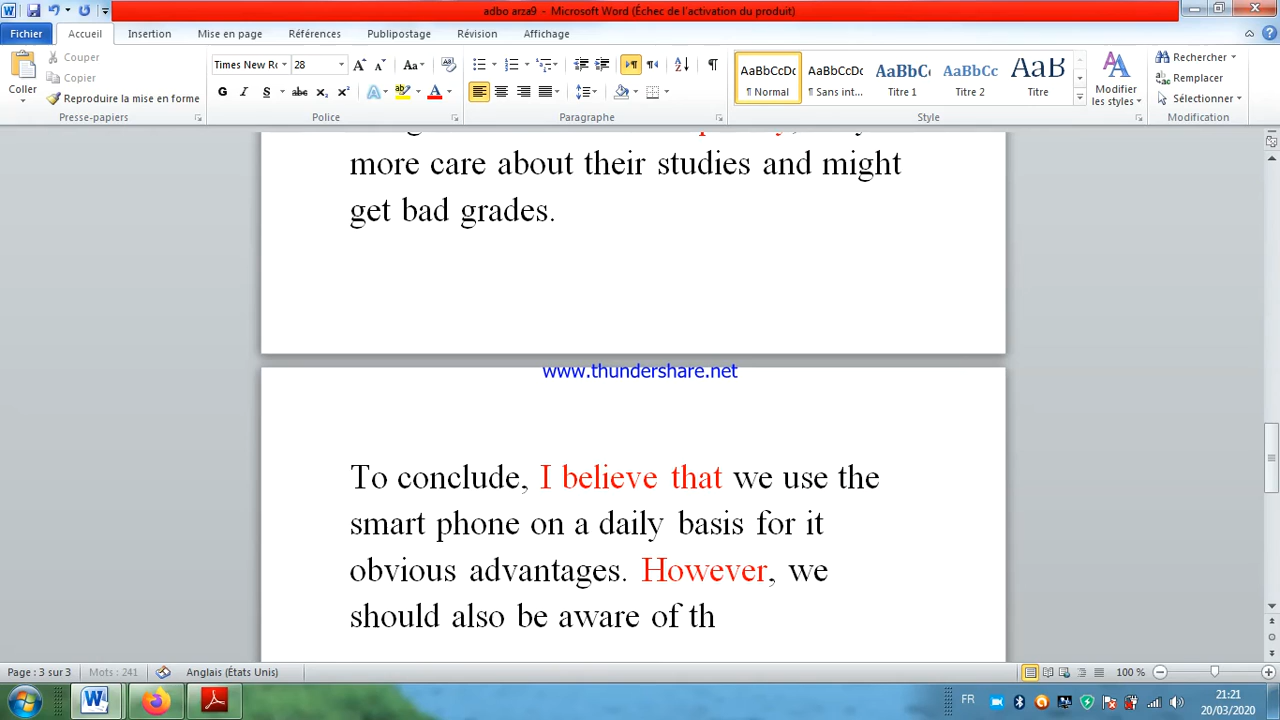 adbo arza9 - Microsoft Word (Échec de l'activation du produit)
Fichier Accueil Insertion Mise en page Références Publipostage Révision Affichage
Coller
Couper
Copier
Reproduire la mise en forme
Presse-papiers
Times New Ro 28
Police
Paragraphe
AaBbCcDc AaBbCcDc AaBbC AaBbCc AaB
¶ Normal ¶ Sans int... Titre 1 Titre 2 Titre
Modifier
les styles
Style
Rechercher
Remplacer
Sélectionner
Modification
more care about their studies and might
get bad grades.
www.thundershare.net
To conclude, I believe that we use the
smart phone on a daily basis for it
obvious advantages. However, we
should also be aware of th
Page : 3 sur 3 Mots : 241 Anglais (États Unis) 100 %
FR 21:21
20/03/2020